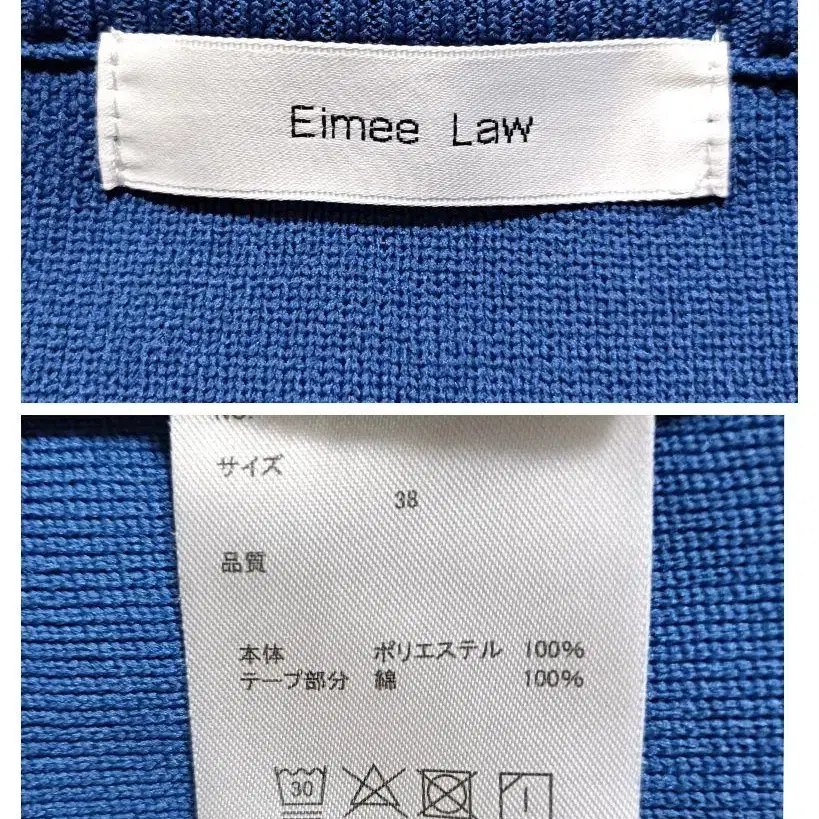 Eimee Law
サイズ
38
品質
本体 ポリエステル 100%
テープ部分 綿 100%
30